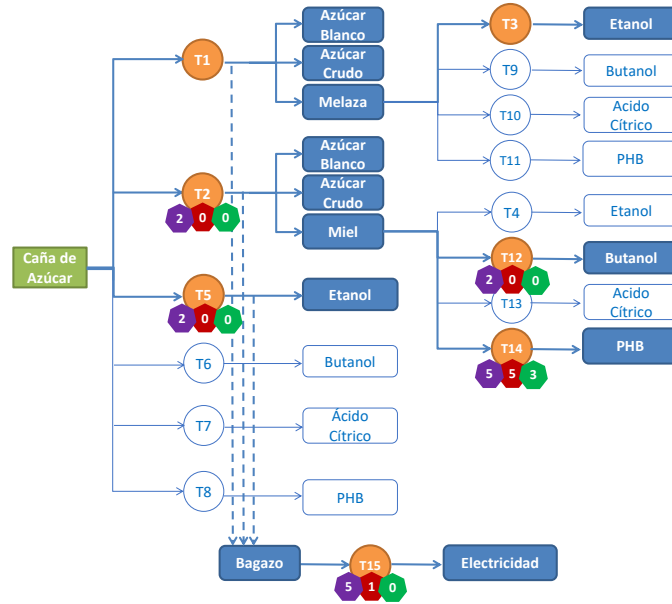 Caña de
Azúcar
T1
Azúcar
Blanco
Azúcar
Crudo
Melaza
T3
Etanol
T9
Butanol
T10
Acido
Cítrico
T11
PHB
T2
2 0 0
Azúcar
Blanco
Azúcar
Crudo
Miel
T4
Etanol
T12
2 0 0
Butanol
T13
Acido
Cítrico
T14
5 5 3
PHB
T5
2 0 0
Etanol
T6
Butanol
T7
Ácido
Cítrico
T8
PHB
Bagazo
T15
5 1 0
Electricidad